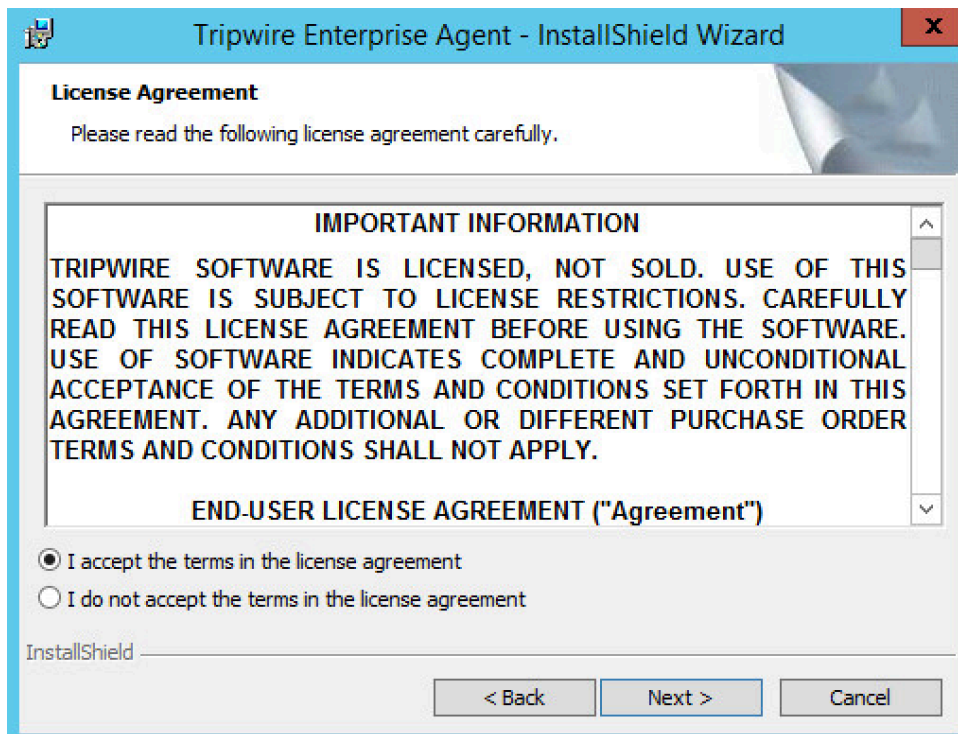 Tripwire Enterprise Agent - InstallShield Wizard
x
License Agreement
Please read the following license agreement carefully.
IMPORTANT INFORMATION
TRIPWIRE SOFTWARE IS LICENSED, NOT SOLD. USE OF THIS
SOFTWARE IS SUBJECT TO LICENSE RESTRICTIONS. CAREFULLY
READ THIS LICENSE AGREEMENT BEFORE USING THE SOFTWARE.
USE OF SOFTWARE INDICATES COMPLETE AND UNCONDITIONAL
ACCEPTANCE OF THE TERMS AND CONDITIONS SET FORTH IN THIS
AGREEMENT. ANY ADDITIONAL OR DIFFERENT PURCHASE ORDER
TERMS AND CONDITIONS SHALL NOT APPLY.
END-USER LICENSE AGREEMENT ("Agreement")
I accept the terms in the license agreement
I do not accept the terms in the license agreement
InstallShield
< Back Next > Cancel